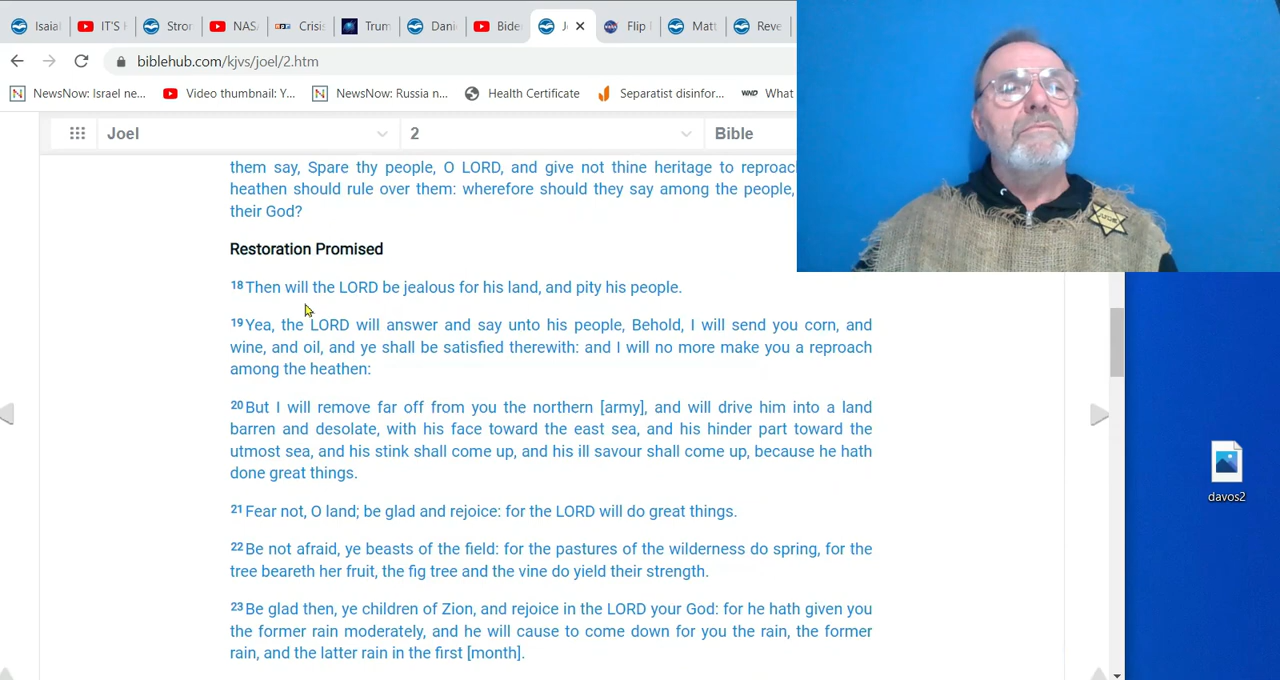 Isaia
IT'S I
Stron
NAS
Crisis
Trum
Dani
Bide
J
Flip
Matt
Reve
biblehub.com/kjvs/joel/2.htm
NewsNow: Israel ne...
Video thumbnail: Y...
NewsNow: Russia n...
Health Certificate
Separatist disinfor...
WND What
Joel
2
Bible
them say, Spare thy people, O LORD, and give not thine heritage to reproac
heathen should rule over them: wherefore should they say among the people,
their God?
Restoration Promised
18 Then will the LORD be jealous for his land, and pity his people.
19 Yea, the LORD will answer and say unto his people, Behold, I will send you corn, and
wine, and oil, and ye shall be satisfied therewith: and I will no more make you a reproach
among the heathen:
20 But I will remove far off from you the northern [army], and will drive him into a land
barren and desolate, with his face toward the east sea, and his hinder part toward the
utmost sea, and his stink shall come up, and his ill savour shall come up, because he hath
done great things.
21 Fear not, O land; be glad and rejoice: for the LORD will do great things.
22 Be not afraid, ye beasts of the field: for the pastures of the wilderness do spring, for the
tree beareth her fruit, the fig tree and the vine do yield their strength.
23 Be glad then, ye children of Zion, and rejoice in the LORD your God: for he hath given you
the former rain moderately, and he will cause to come down for you the rain, the former
rain, and the latter rain in the first [month].
davos2